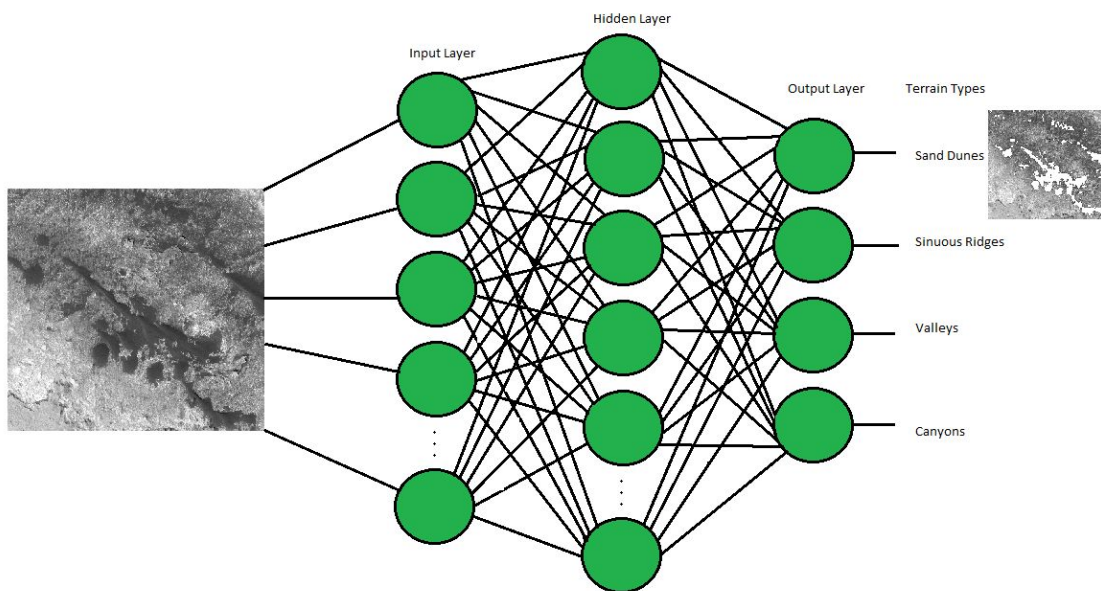 Hidden Layer
Input Layer
Output Layer
Terrain Types
Sand Dunes
Sinuous Ridges
Valleys
Canyons